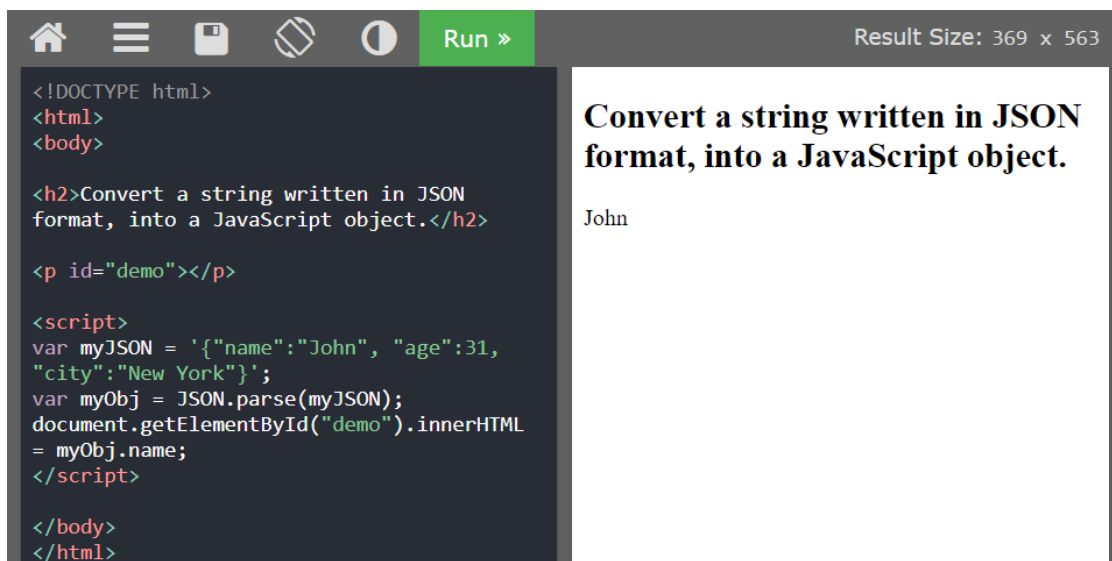 Run »
Result Size: 369 x 563
<!DOCTYPE html>
<html>
<body>
<h2>Convert a string written in JSON
format, into a JavaScript object.</h2>
<p id="demo"></p>
<script>
var myJSON = '{"name":"John", "age":31,
"city":"New York"}';
var myObj = JSON.parse(myJSON);
document.getElementById("demo").innerHTML
= myObj.name;
</script>
</body>
</html>
Convert a string written in JSON
format, into a JavaScript object.
John